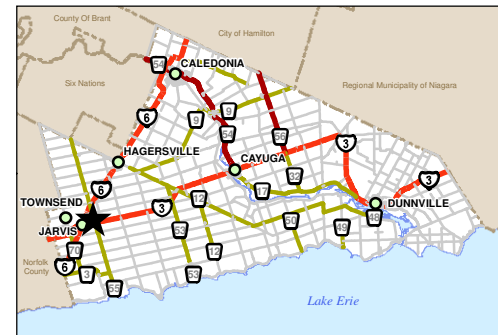 County Of Brant
City of Hamilton
54
CALEDONIA
Six Nations
Regional Municipality of Niagara
6
9
9
54
56
3
HAGERSVILLE
CAYUGA
3
6
17
32
TOWNSEND
12
3
DUNNVILLE
JARVIS
53
50
49
48
Norfolk
County
70
12
6
3
55
53
Lake Erie